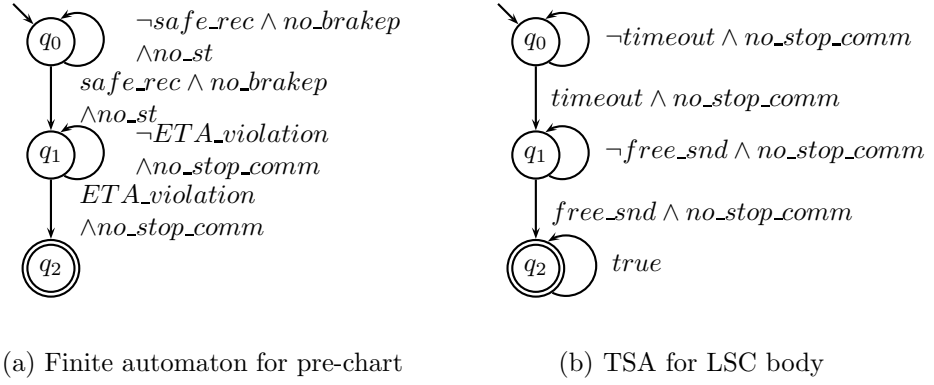 q0
¬safe_rec ∧ no_brakep
∧no_st
safe_rec ∧ no_brakep
∧no_st
q1
¬ETA_violation
∧no_stop_comm
ETA_violation
∧no_stop_comm
q2
(a) Finite automaton for pre-chart
q0
¬timeout ∧ no_stop_comm
timeout ∧ no_stop_comm
q1
¬free_snd ∧ no_stop_comm
free_snd ∧ no_stop_comm
q2
true
(b) TSA for LSC body